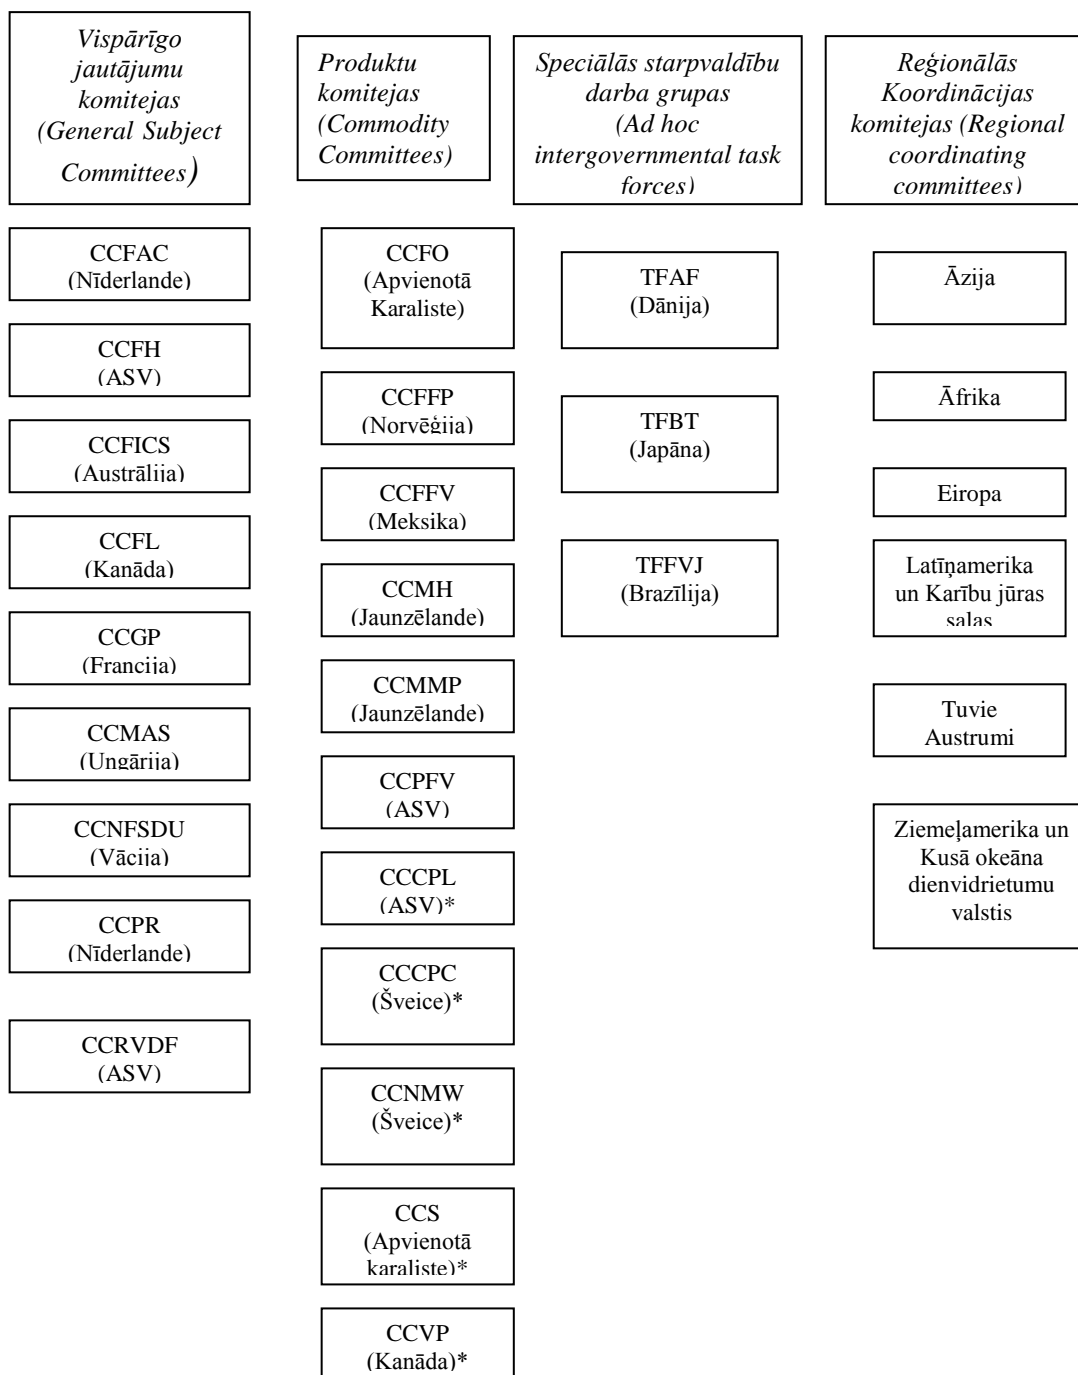 Vispārīgo
jautājumu
komitejas
(General Subject
Committees)
CCFAC
(Nīderlande)
CCFH
(ASV)
CCFICS
(Austrālija)
CCFL
(Kanāda)
CCGP
(Francija)
CCMAS
(Ungārija)
CCNFSDU
(Vācija)
CCPR
(Nīderlande)
CCRVDF
(ASV)
Produktu
komitejas
(Commodity
Committees)
CCFO
(Apvienotā
Karaliste)
CCFFP
(Norvēģija)
CCFFV
(Meksika)
CCMH
(Jaunzēlande)
CCMMP
(Jaunzēlande)
CCPFV
(ASV)
CCCPL
(ASV)*
CCCPC
(Šveice)*
CCNMW
(Šveice)*
CCS
(Apvienotā
karaliste)*
CCVP
(Kanāda)*
Speciālās starpvaldību
darba grupas
(Ad hoc
intergovernmental task
forces)
TFAF
(Dānija)
TFBT
(Japāna)
TFFVJ
(Brazīlija)
Reģionālās
Koordinācijas
komitejas (Regional
coordinating
committees)
Āzija
Āfrika
Eiropa
Latīņamerika
un Karību jūras
salas
Tuvie
Austrumi
Ziemeļamerika un
Kusā okeāna
dienvidrietumu
valstis